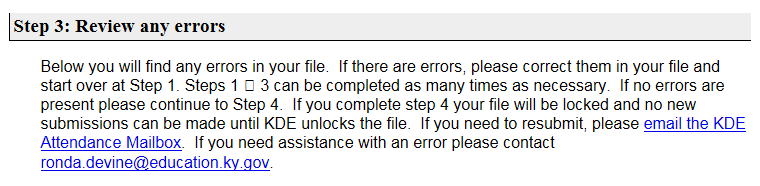 Step 3: Review any errors
Below you will find any errors in your file.  If there are errors, please correct them in your file and
start over at Step 1. Steps 1 □ 3 can be completed as many times as necessary.  If no errors are
present please continue to Step 4.  If you complete step 4 your file will be locked and no new
submissions can be made until KDE unlocks the file.  If you need to resubmit, please email the KDE
Attendance Mailbox.  If you need assistance with an error please contact
ronda.devine@education.ky.gov.